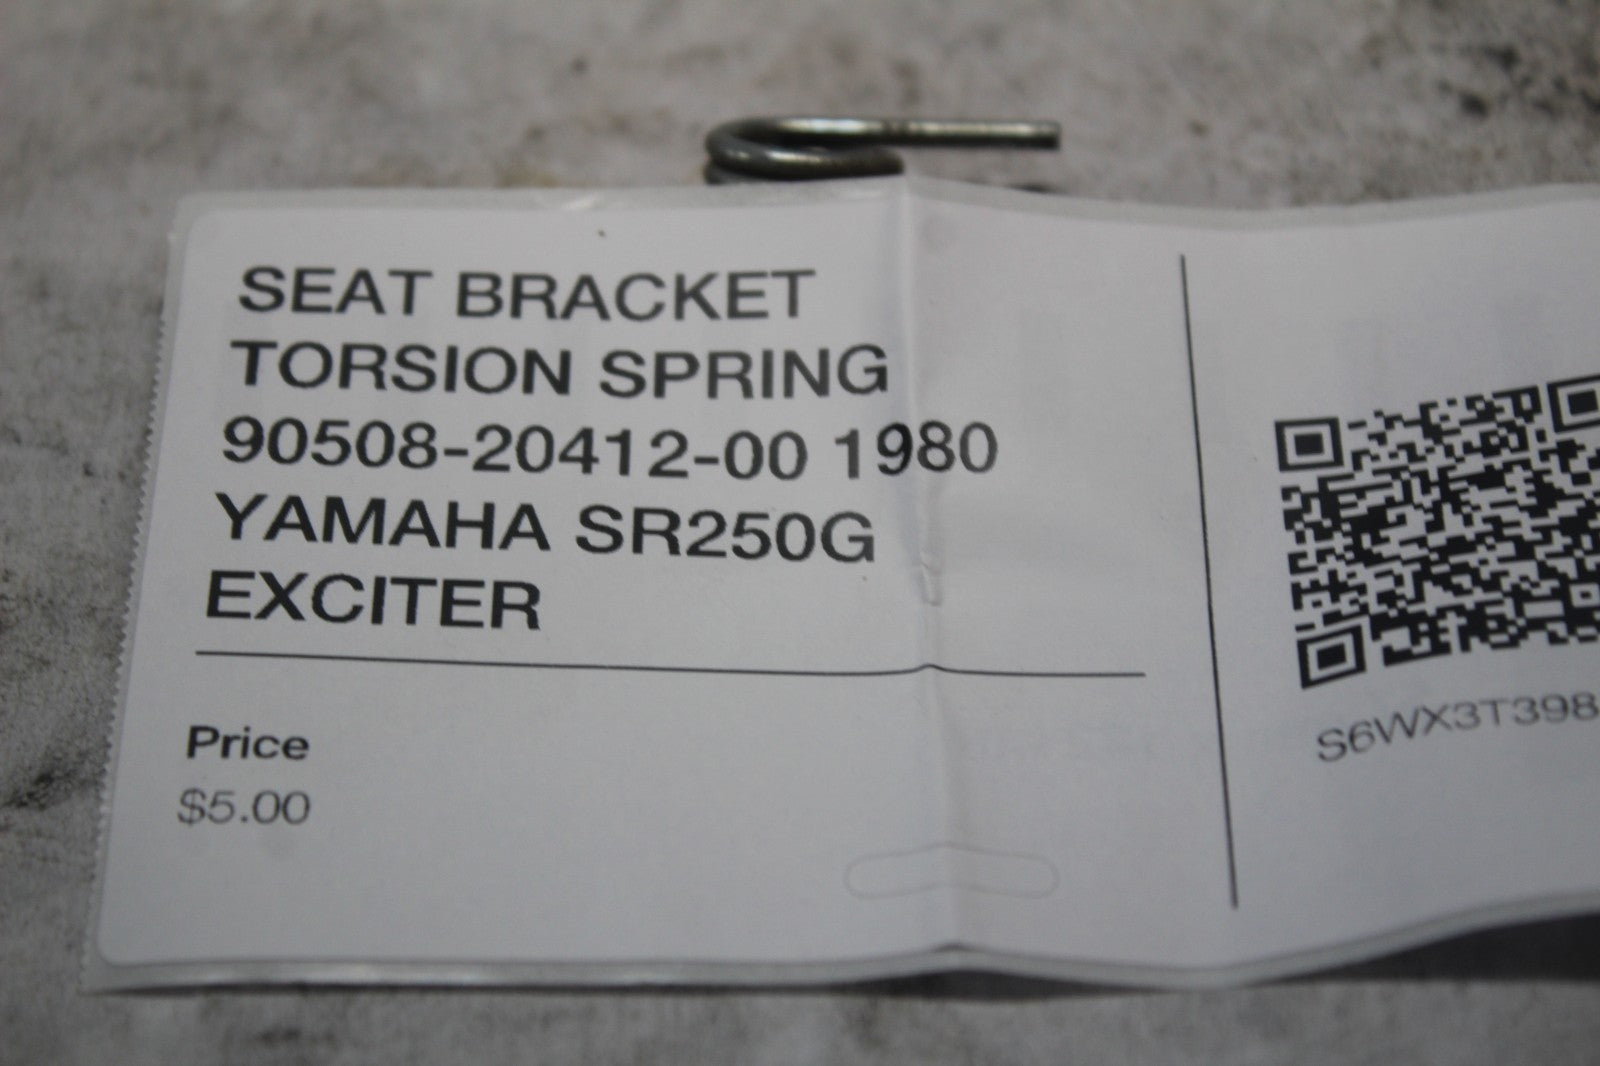 SEAT BRACKET
TORSION SPRING
90508-20412-00 1980
YAMAHA SR250G
EXCITER
Price
$5.00
S6WX3T398